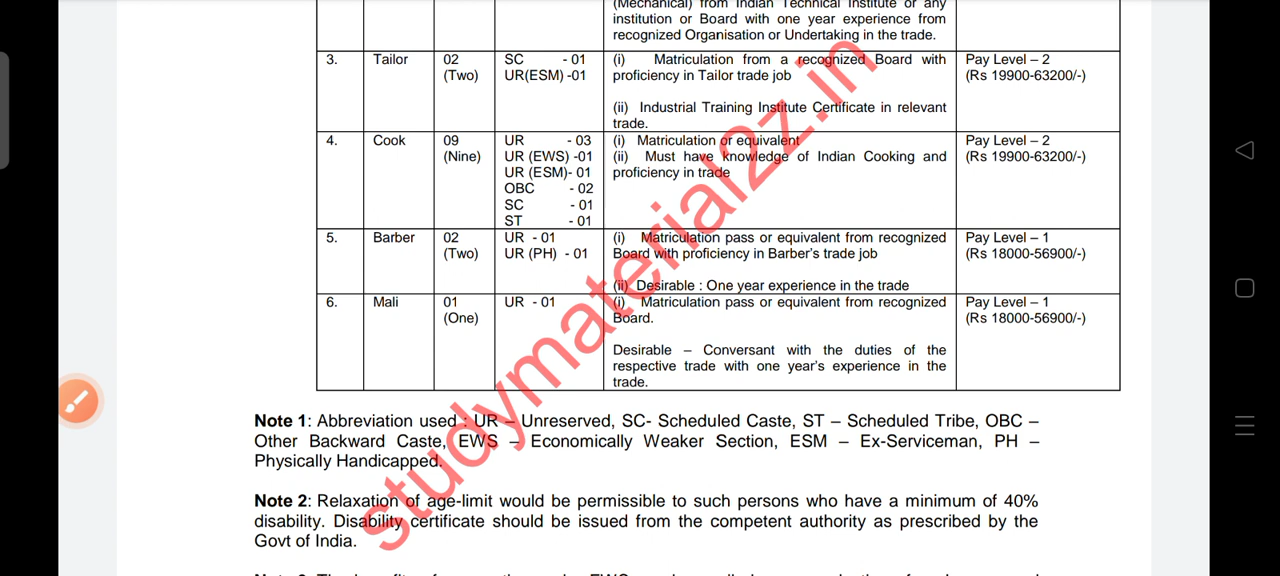 (Mechanical) from Indian Technical Institute or any
institution or Board with one year experience from
recognized Organisation or Undertaking in the trade.
3. Tailor 02 SC - 01 (i) Matriculation from a recognized Board with Pay Level – 2
(Two) UR(ESM) -01 proficiency in Tailor trade job (Rs 19900-63200/-)
(ii) Industrial Training Institute Certificate in relevant
trade.
4. Cook 09 UR - 03 (i) Matriculation or equivalent Pay Level – 2
(Nine) UR (EWS) -01 (ii) Must have knowledge of Indian Cooking and (Rs 19900-63200/-)
UR (ESM)- 01 proficiency in trade
OBC - 02
SC - 01
ST - 01
5. Barber 02 UR - 01 (i) Matriculation pass or equivalent from recognized Pay Level – 1
(Two) UR (PH) - 01 Board with proficiency in Barber's trade job (Rs 18000-56900/-)
(ii) Desirable : One year experience in the trade
6. Mali 01 UR - 01 (i) Matriculation pass or equivalent from recognized Pay Level – 1
(One) Board. (Rs 18000-56900/-)
Desirable – Conversant with the duties of the
respective trade with one year's experience in the
trade.
Note 1: Abbreviation used : UR – Unreserved, SC- Scheduled Caste, ST – Scheduled Tribe, OBC –
Other Backward Caste, EWS – Economically Weaker Section, ESM – Ex-Serviceman, PH –
Physically Handicapped.
Note 2: Relaxation of age-limit would be permissible to such persons who have a minimum of 40%
disability. Disability certificate should be issued from the competent authority as prescribed by the
Govt of India.
studymaterial2z.in